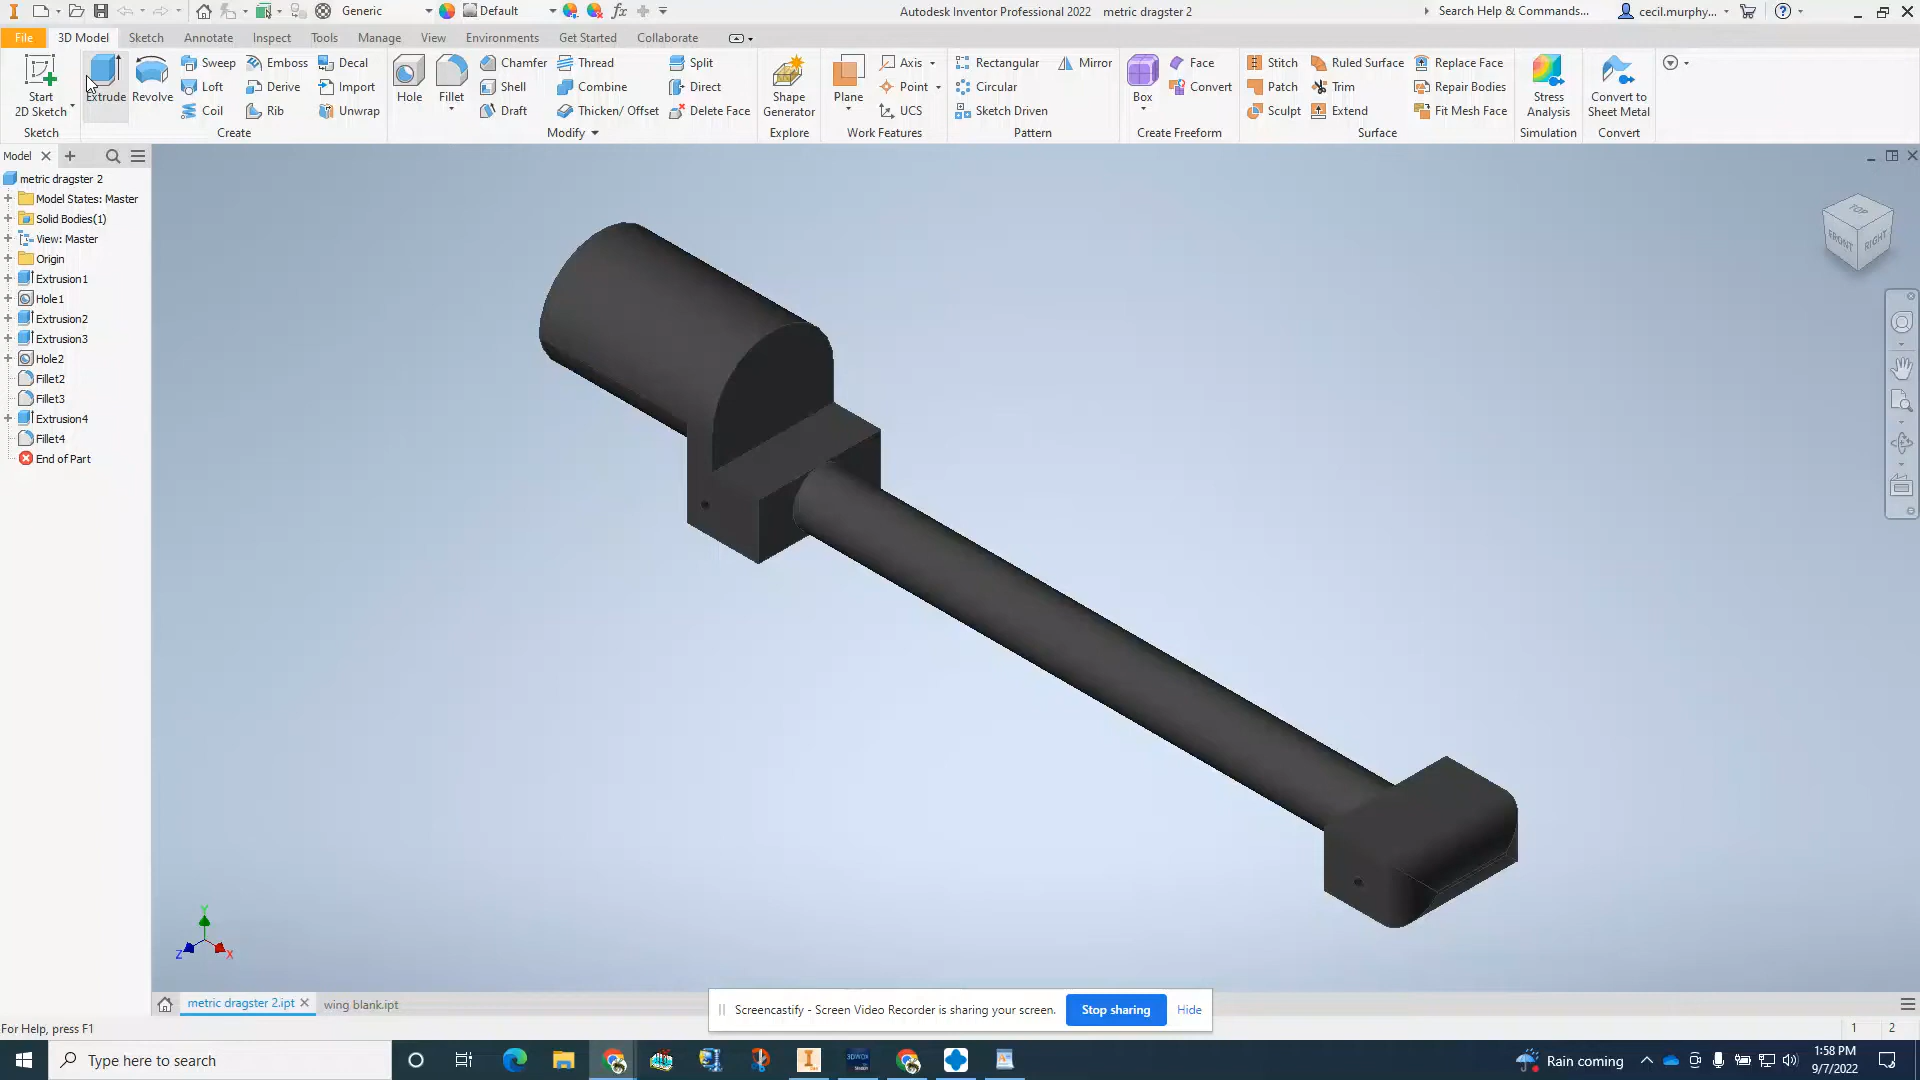 Generic
Default
Autodesk Inventor Professional 2022 metric dragster 2
Search Help & Commands...
cecil.murphy...
File 3D Model Sketch Annotate Inspect Tools Manage View Environments Get Started Collaborate
Start 2D Sketch
Extrude
Revolve
Sweep Emboss Decal
Loft Derive Import
Coil Rib Unwrap
Hole
Fillet
Chamfer Thread Split
Shell Combine Direct
Draft Thicken/ Offset Delete Face
Shape Generator
Plane
Axis
Point
UCS
Rectangular Mirror
Circular
Sketch Driven
Box
Face
Convert
Stitch Ruled Surface Replace Face
Patch Trim Repair Bodies
Sculpt Extend Fit Mesh Face
Stress Analysis
Convert to Sheet Metal
Sketch Create Modify Explore Work Features Pattern Create Freeform Surface Simulation Convert
Model
metric dragster 2
Model States: Master
Solid Bodies(1)
View: Master
Origin
Extrusion1
Hole1
Extrusion2
Extrusion3
Hole2
Fillet2
Fillet3
Extrusion4
Fillet4
End of Part
TOP
FRONT
RIGHT
Y
Z
X
metric dragster 2.ipt
wing blank.ipt
Screencastify - Screen Video Recorder is sharing your screen.
Stop sharing
Hide
For Help, press F1
1 2
Type here to search
Rain coming
1:58 PM
9/7/2022